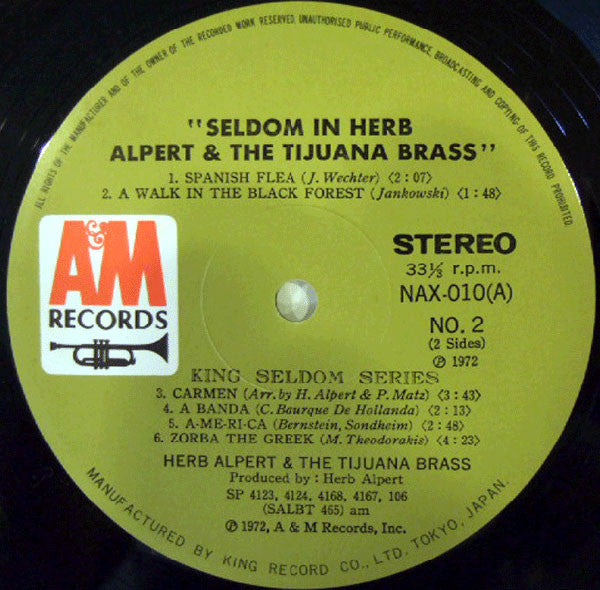 ALL RIGHTS OF THE MANUFACTURER AND OF THE OWNER OF THE RECORDED WORK RESERVED. UNAUTHORISED PUBLIC PERFORMANCE, BROADCASTING AND COPYING OF THIS RECORD PROHIBITED
"SELDOM IN HERB
ALPERT & THE TIJUANA BRASS"
1. SPANISH FLEA (J. Wechter) (2:07)
2. A WALK IN THE BLACK FOREST (Jankowski) (1:48)
A&M
RECORDS
STEREO
33⅓ r.p.m.
NAX-010(A)
NO. 2
(2 Sides)
℗ 1972
KING SELDOM SERIES
3. CARMEN (Arr. by H. Alpert & P. Matz) (3:43)
4. A BANDA (C. Baurque De Hollanda) (2:13)
5. A-ME-RI-CA (Bernstein, Sondheim) (2:48)
6. ZORBA THE GREEK (M. Theodorakis) (4:23)
HERB ALPERT & THE TIJUANA BRASS
Produced by : Herb Alpert
SP 4123, 4124, 4168, 4167, 106
(SALBT 465) am
℗ 1972, A & M Records, Inc.
MANUFACTURED BY KING RECORD CO., LTD. TOKYO, JAPAN.